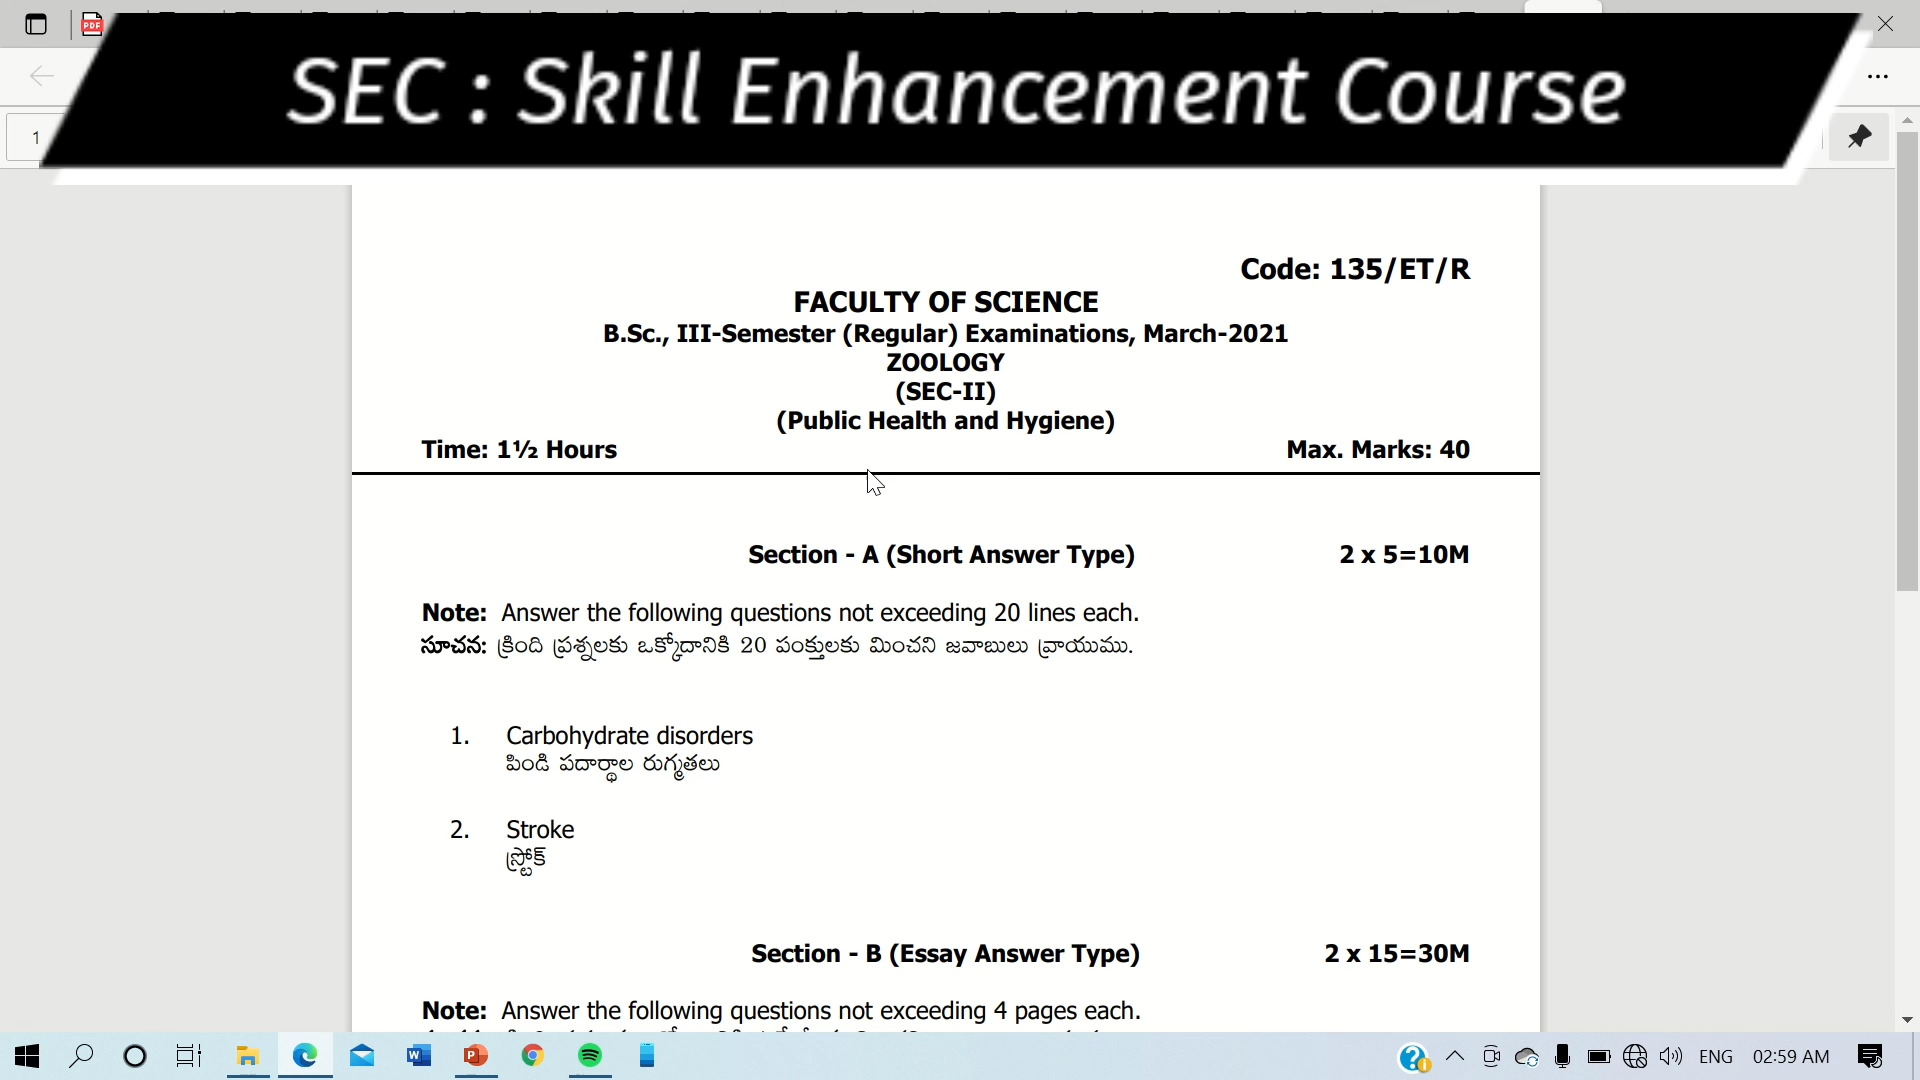 SEC : Skill Enhancement Course
1
Code: 135/ET/R
FACULTY OF SCIENCE
B.Sc., III-Semester (Regular) Examinations, March-2021
ZOOLOGY
(SEC-II)
(Public Health and Hygiene)
Time: 1½ Hours Max. Marks: 40
Section - A (Short Answer Type) 2 x 5=10M
Note: Answer the following questions not exceeding 20 lines each.
సూచన: క్రింది ప్రశ్నలకు ఒక్కోదానికి 20 పంక్తులకు మించని జవాబులు వ్రాయుము.
1. Carbohydrate disorders
పిండి పదార్థాల రుగ్మతలు
2. Stroke
స్ట్రోక్
Section - B (Essay Answer Type) 2 x 15=30M
Note: Answer the following questions not exceeding 4 pages each.
ENG 02:59 AM